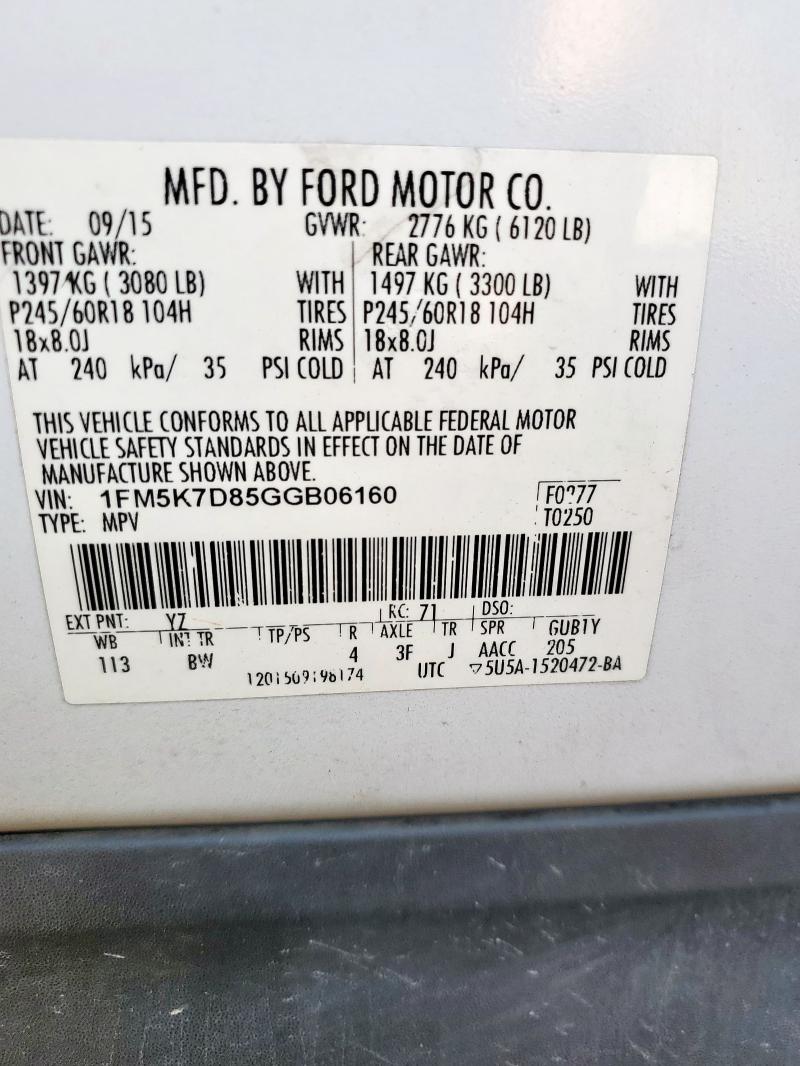 MFD. BY FORD MOTOR CO.
DATE: 09/15 GVWR: 2776 KG ( 6120 LB)
FRONT GAWR: REAR GAWR:
1397 KG ( 3080 LB) WITH 1497 KG ( 3300 LB) WITH
P245/60R18 104H TIRES P245/60R18 104H TIRES
18x8.0J RIMS 18x8.0J RIMS
AT 240 kPa/ 35 PSI COLD AT 240 kPa/ 35 PSI COLD
THIS VEHICLE CONFORMS TO ALL APPLICABLE FEDERAL MOTOR
VEHICLE SAFETY STANDARDS IN EFFECT ON THE DATE OF
MANUFACTURE SHOWN ABOVE.
VIN: 1FM5K7D85GGB06160
TYPE: MPV T0250
EXT PNT: YZ RC: 71 DSO:
WB INT TR TP/PS R AXLE TR SPR GUB1Y
113 BW 4 3F J AACC 205
UTC ▽5U5A-1520472-BA